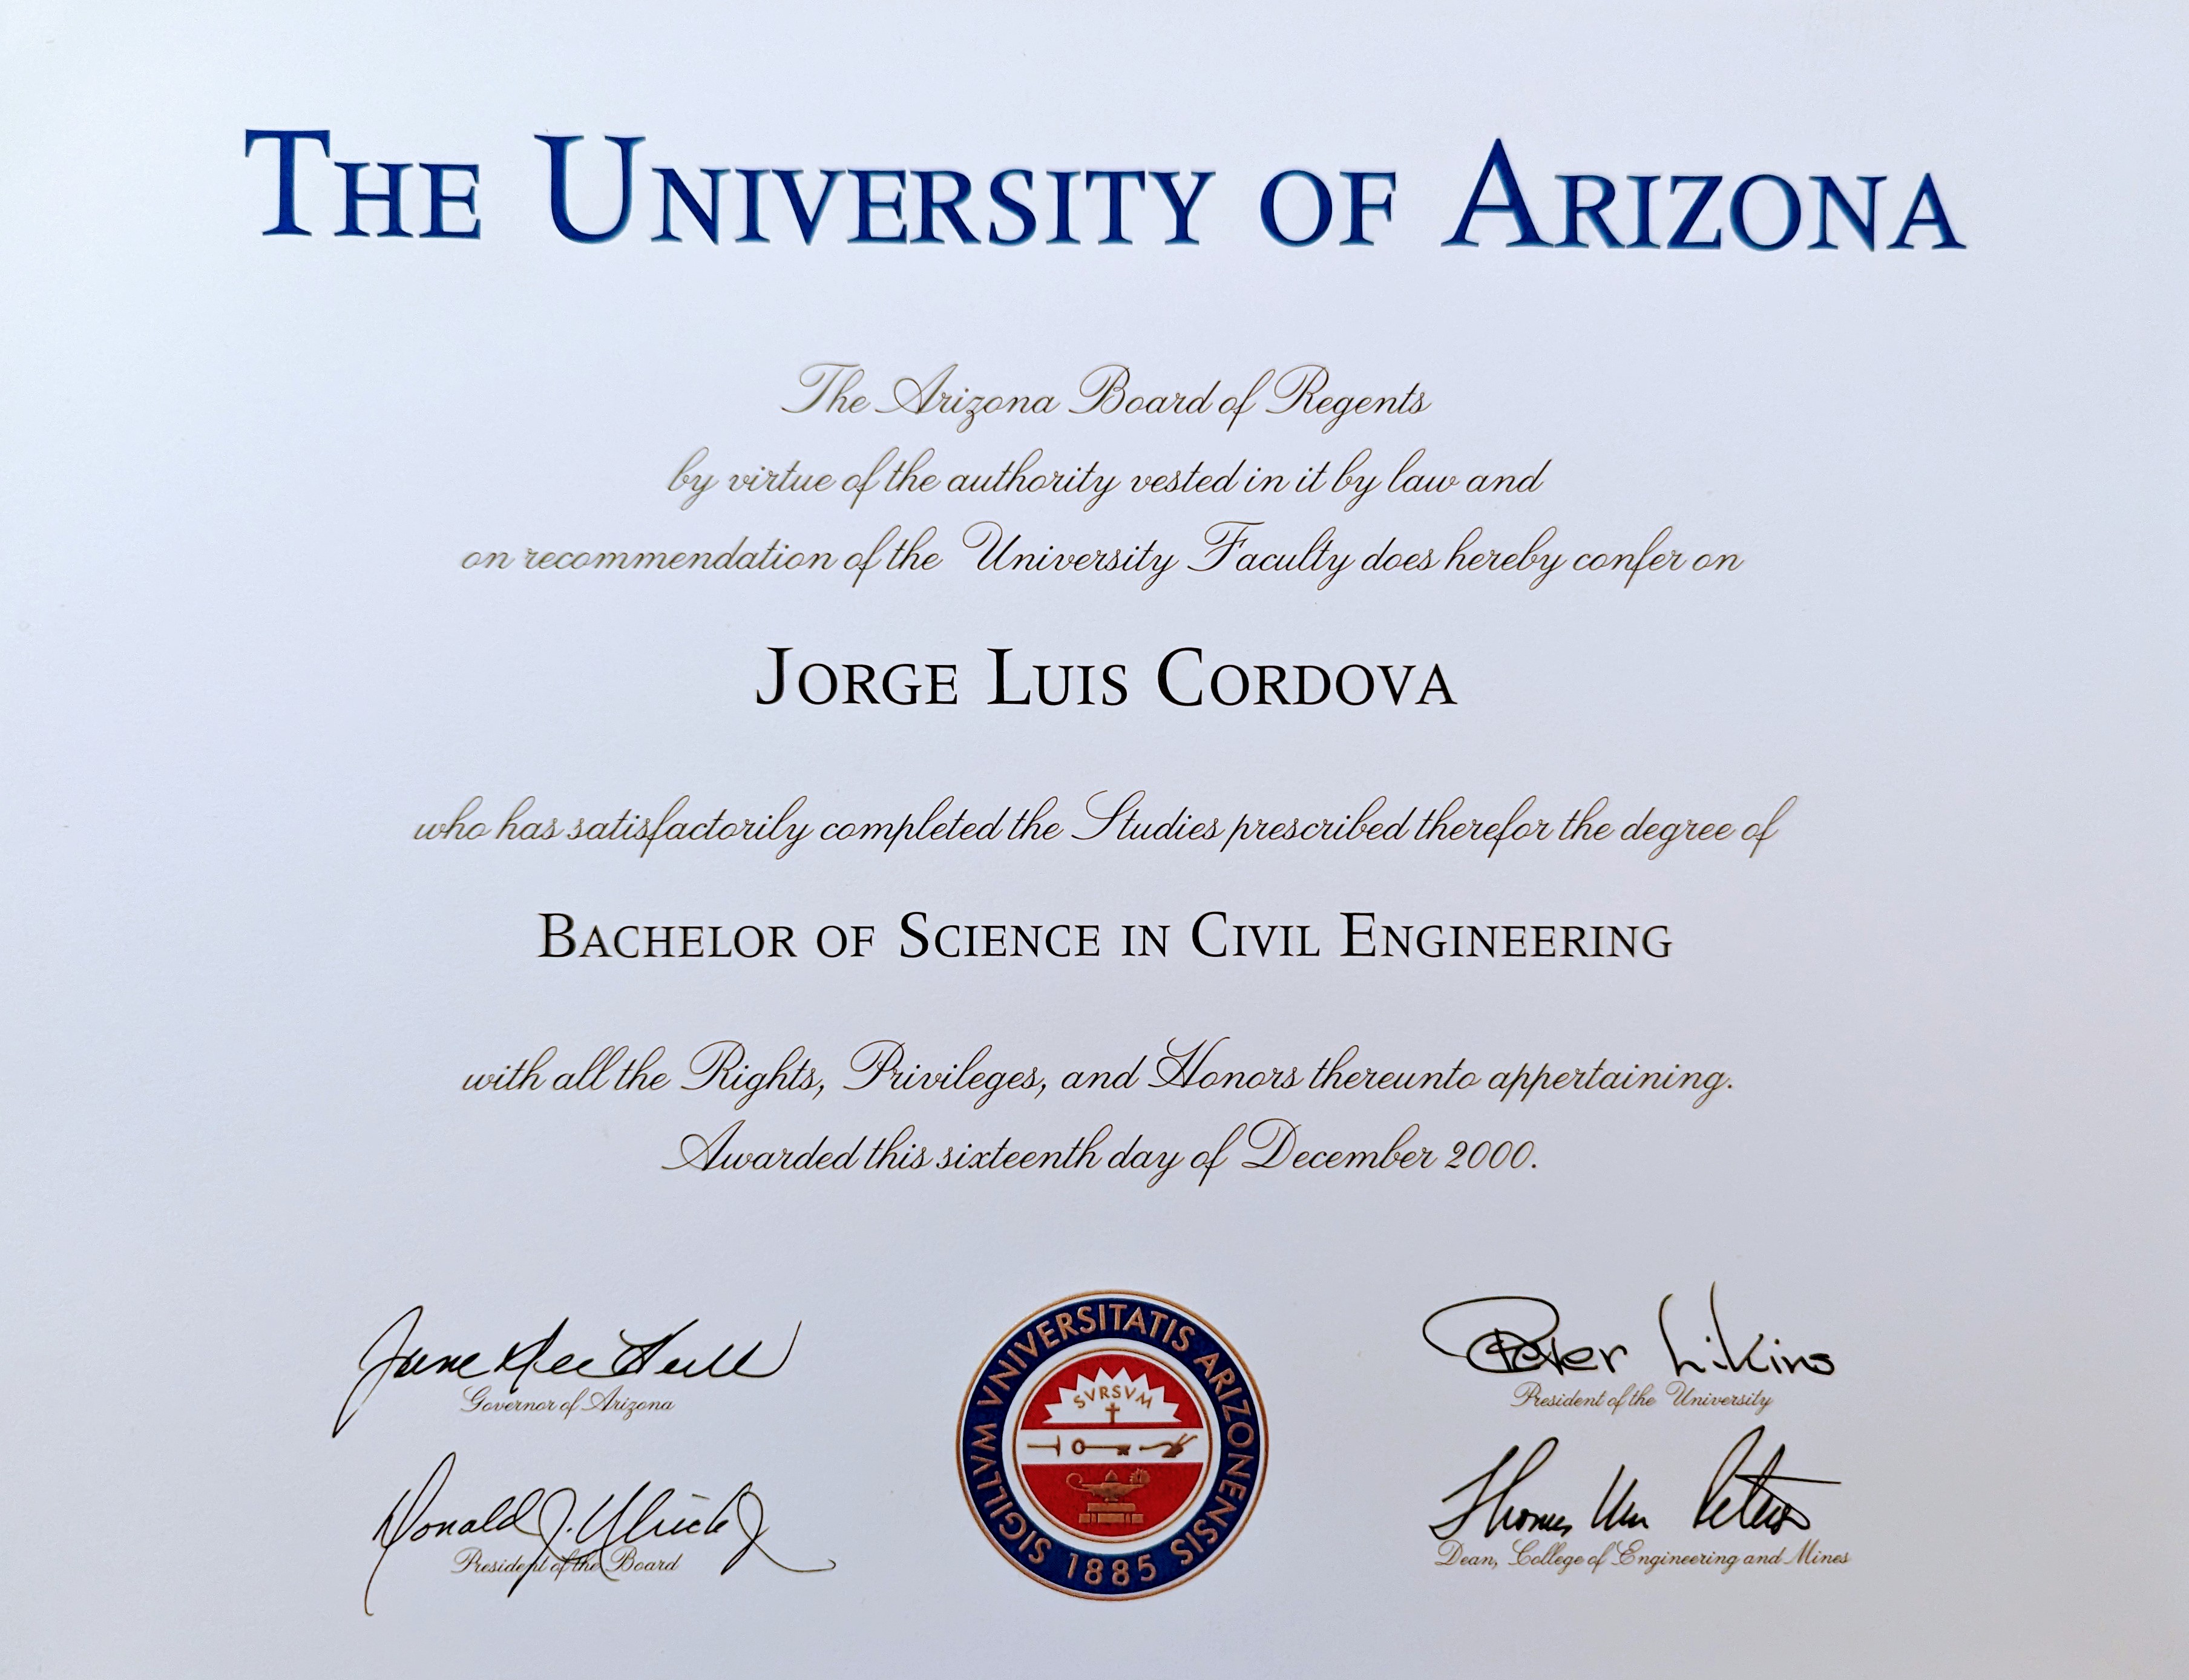 THE UNIVERSITY OF ARIZONA
The Arizona Board of Regents
by virtue of the authority vested in it by law and
on recommendation of the University Faculty does hereby confer on
JORGE LUIS CORDOVA
who has satisfactorily completed the Studies prescribed therefor the degree of
BACHELOR OF SCIENCE IN CIVIL ENGINEERING
with all the Rights, Privileges, and Honors thereunto appertaining.
Awarded this sixteenth day of December 2000.
Jane Dee Hull
Governor of Arizona
Donald J. Ulrich
President of the Board
SIGILLVM VNIVERSITATIS ARIZONENSIS
SVRSVM
1885
Peter Likins
President of the University
Thomas Peterson
Dean, College of Engineering and Mines